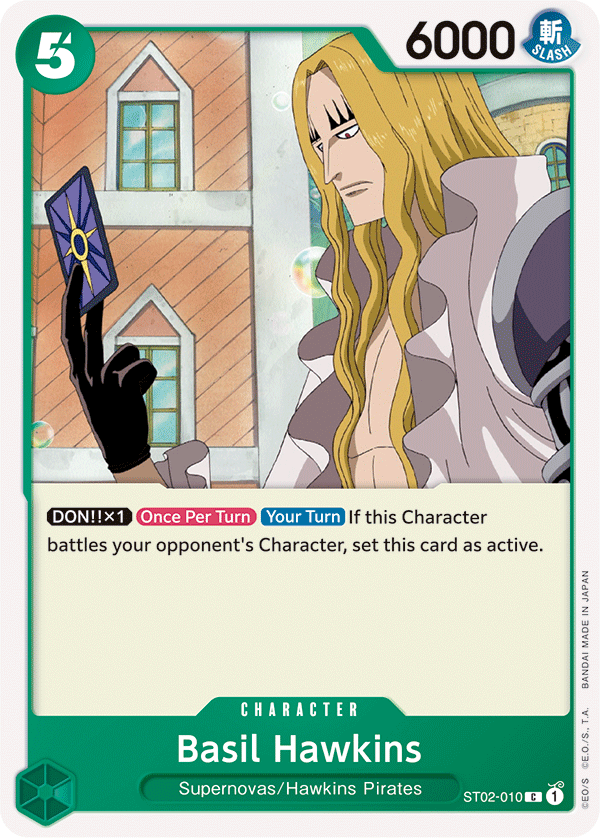 5
6000
斬
SLASH
DON!!×1 Once Per Turn Your Turn If this Character
battles your opponent's Character, set this card as active.
CHARACTER
Basil Hawkins
Supernovas/Hawkins Pirates
ST02-010 C 1
©EO/S ©E.O./S., T.A. BANDAI MADE IN JAPAN